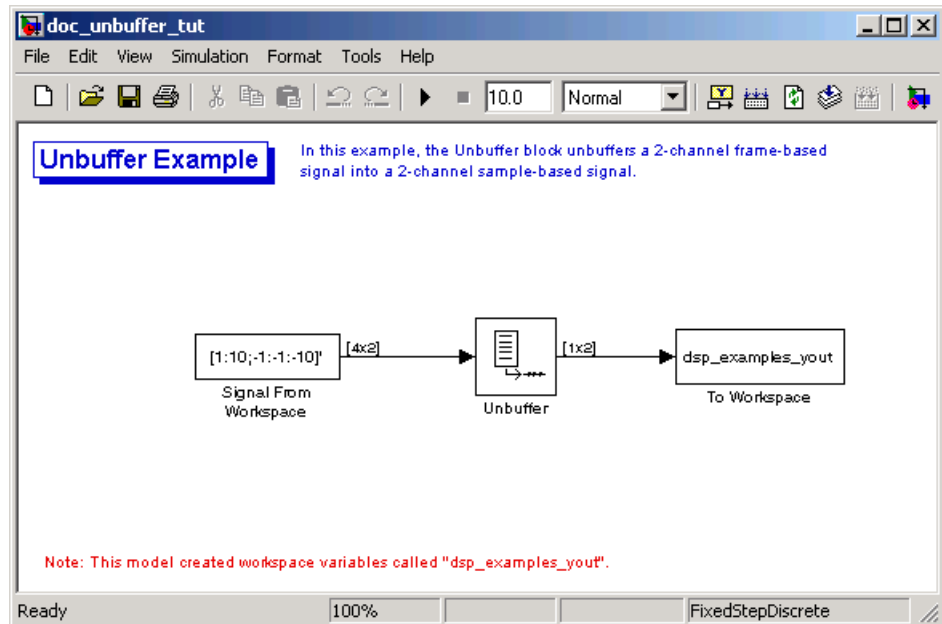 doc_unbuffer_tut
File Edit View Simulation Format Tools Help
10.0 Normal
Unbuffer Example
In this example, the Unbuffer block unbuffers a 2-channel frame-based
signal into a 2-channel sample-based signal.
[1:10;-1:-1:-10]'
[4x2]
[1x2]
dsp_examples_yout
Signal From
Workspace
Unbuffer
To Workspace
Note: This model created workspace variables called "dsp_examples_yout".
Ready 100% FixedStepDiscrete